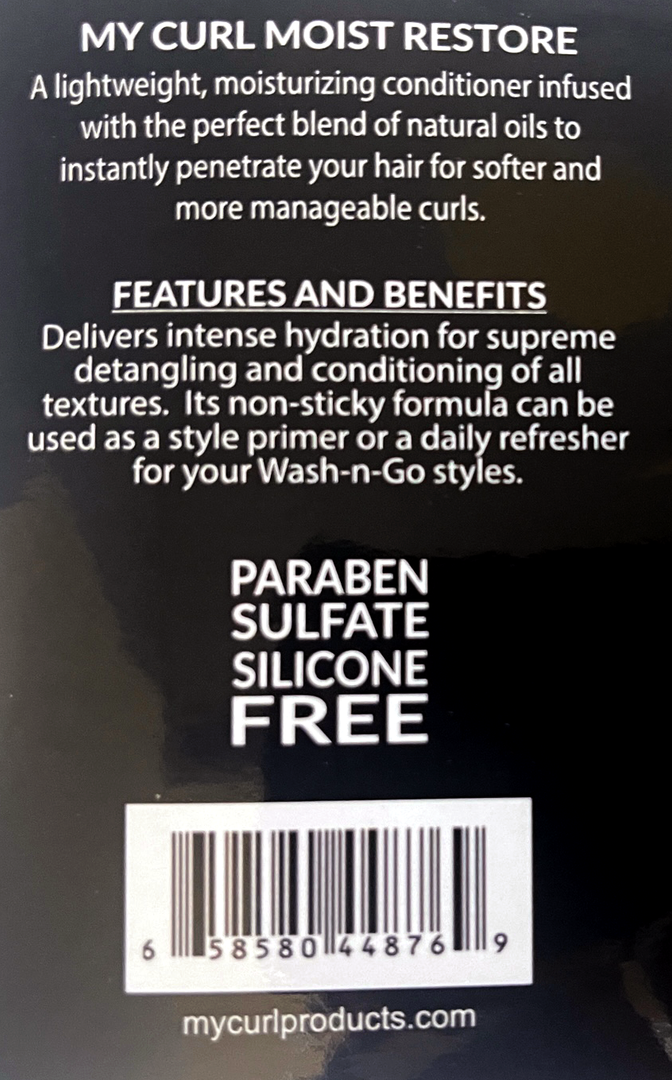 MY CURL MOIST RESTORE
A lightweight, moisturizing conditioner infused
with the perfect blend of natural oils to
instantly penetrate your hair for softer and
more manageable curls.
FEATURES AND BENEFITS
Delivers intense hydration for supreme
detangling and conditioning of all
textures. Its non-sticky formula can be
used as a style primer or a daily refresher
for your Wash-n-Go styles.
PARABEN
SULFATE
SILICONE
FREE
6 58580 44876 9
mycurlproducts.com